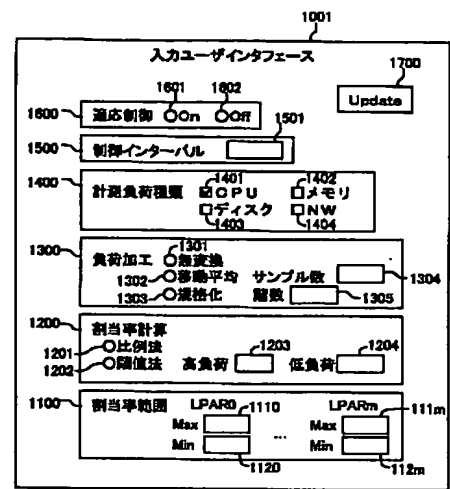 1001
入力ユーザインタフェース
1700
Update
1601 1602
1600 適応制御 On Off
1501
1500 制御インターバル
1400 計測負荷種類 1401 CPU 1402 メモリ
ディスク NW
1403 1404
1300 負荷加工 1301 無変換
1302 移動平均 サンプル数 1304
1303 規格化 階数 1305
1200 割当率計算
1201 比例法 1203 1204
1202 閾値法 高負荷 低負荷
1100 割当率範囲 LPAR0 1110 LPARm 111m
Max Max
Min ... Min
1120 112m